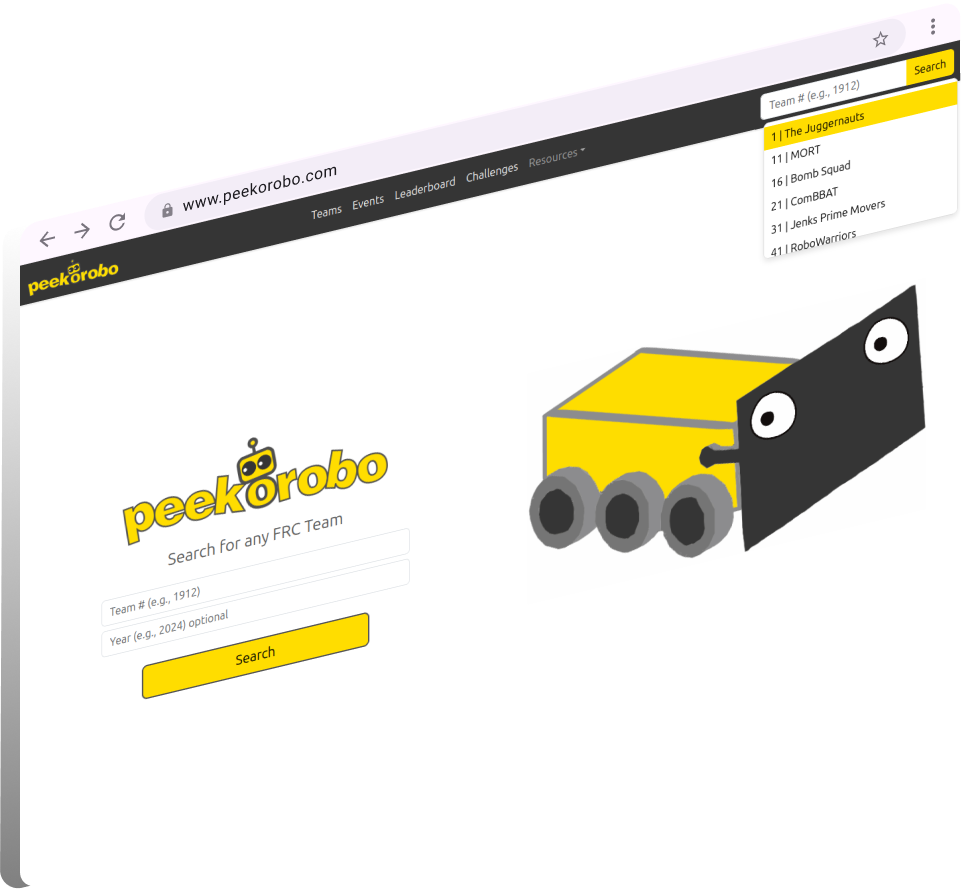 www.peekorobo.com
peekorobo
Teams Events Leaderboard Challenges Resources
Team # (e.g., 1912) Search
1 | The Juggernauts
11 | MORT
16 | Bomb Squad
21 | ComBBAT
31 | Jenks Prime Movers
41 | RoboWarriors
peekorobo
Search for any FRC Team
Team # (e.g., 1912)
Year (e.g., 2024) optional
Search